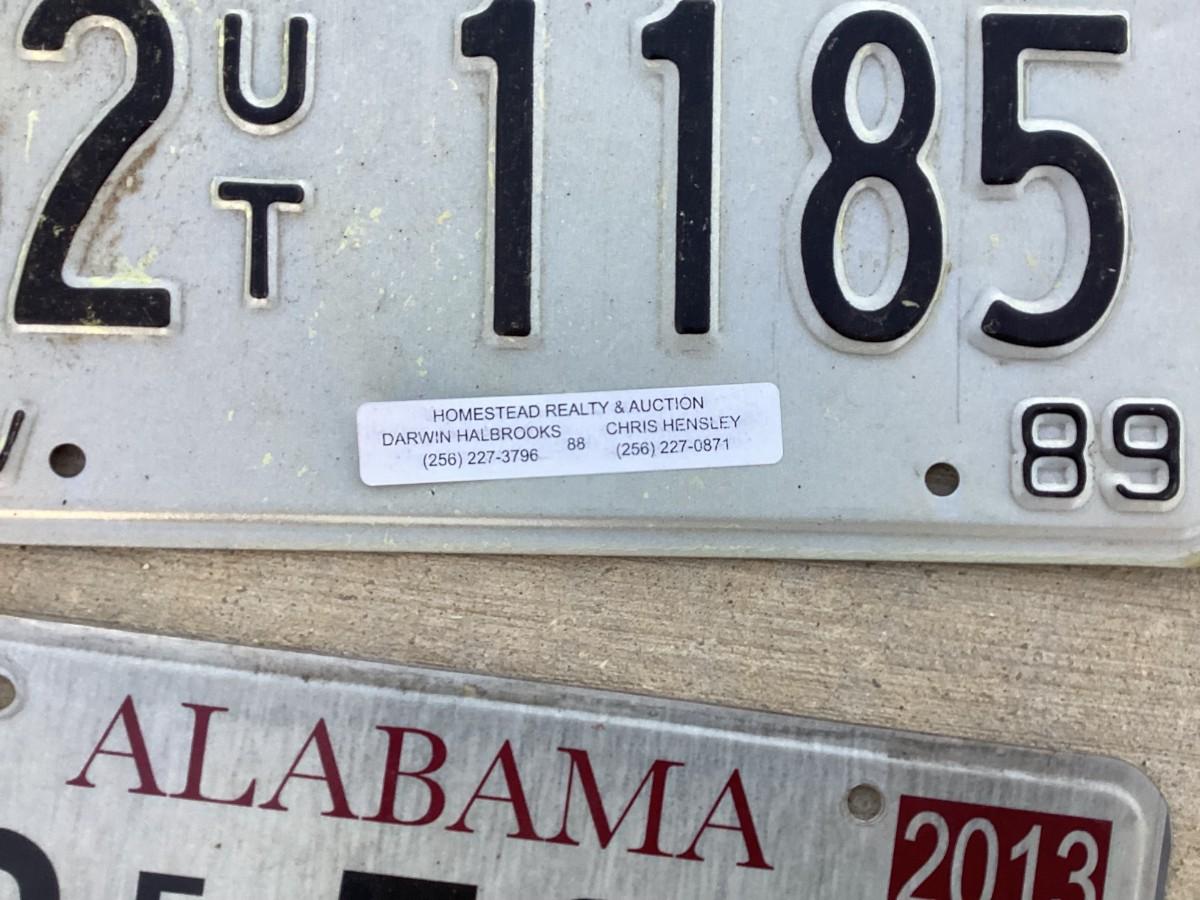 2 UT 1185
HOMESTEAD REALTY & AUCTION
DARWIN HALBROOKS 88 CHRIS HENSLEY
(256) 227-3796 (256) 227-0871
89
ALABAMA
2013